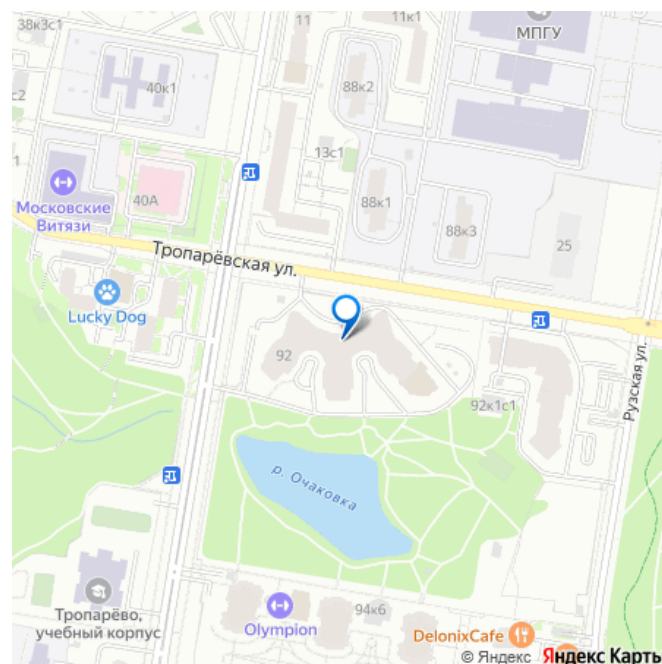 38к3с1
11
11к1
МПГУ
с2
40к1
88к2
13с1
40А
88к1
Московские
Витязи
88к3
25
Тропарёвская ул.
Lucky Dog
92
92к1с1
Рузская ул.
р. Очаковка
Тропарёво,
учебный корпус
Olympion
94к6
DelonixCafe
© Яндекс Яндекс Карты